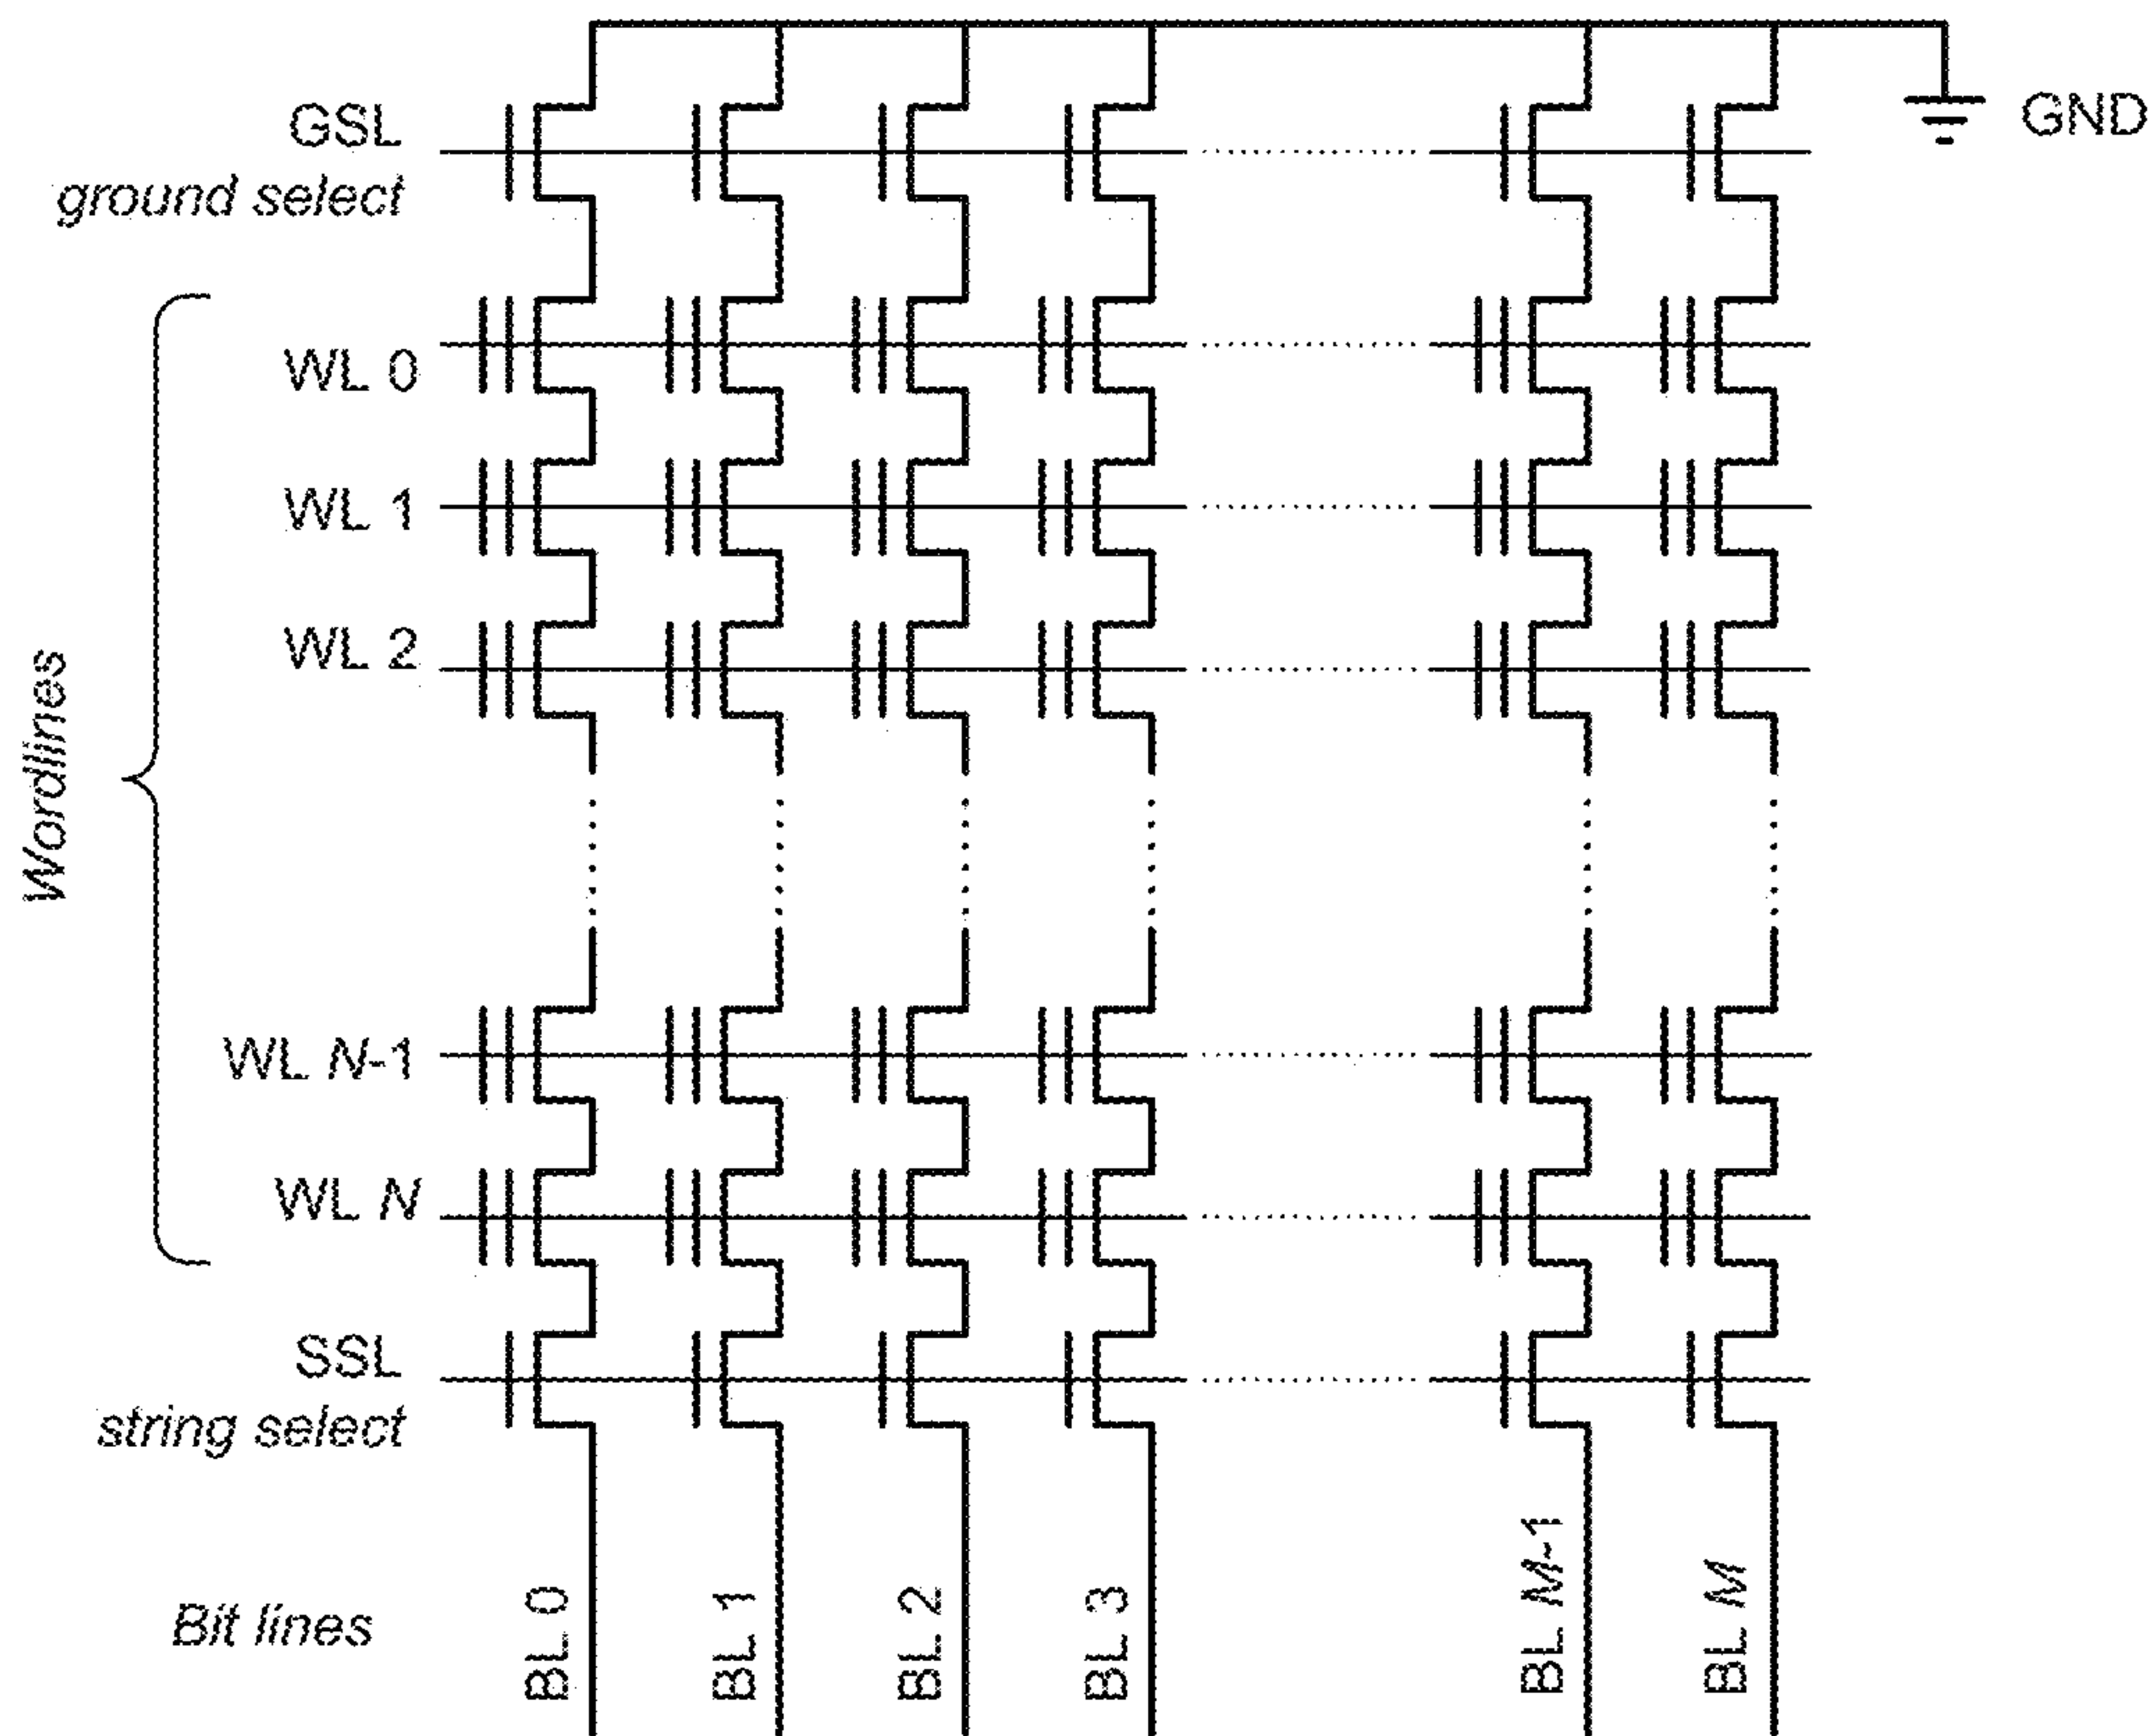 GND
GSL
ground select
WL 0
WL 1
WL 2
Wordlines
WL N-1
WL N
SSL
string select
Bit lines
BL 0
BL 1
BL 2
BL 3
BL M-1
BL M